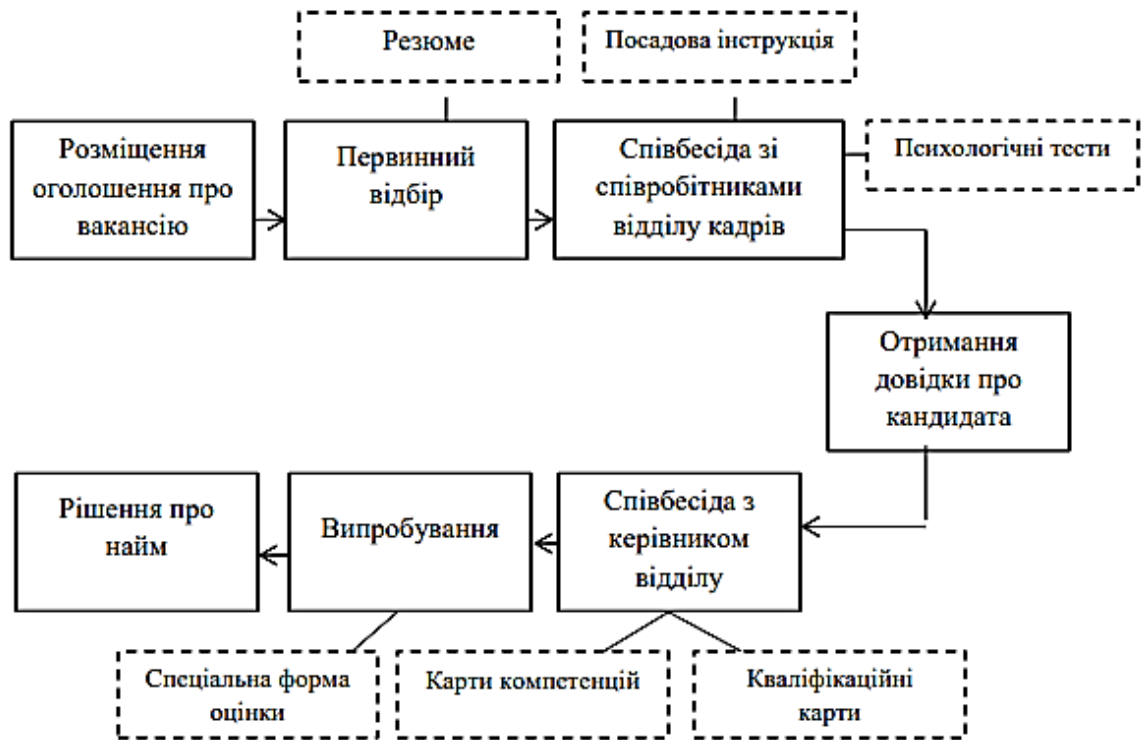 Резюме
Посадова інструкція
Розміщення
оголошення про
вакансію
Первинний
відбір
Співбесіда зі
співробітниками
відділу кадрів
Психологічні тести
Отримання
довідки про
кандидата
Рішення про
найм
Випробування
Співбесіда з
керівником
відділу
Спеціальна форма
оцінки
Карти компетенцій
Кваліфікаційні
карти